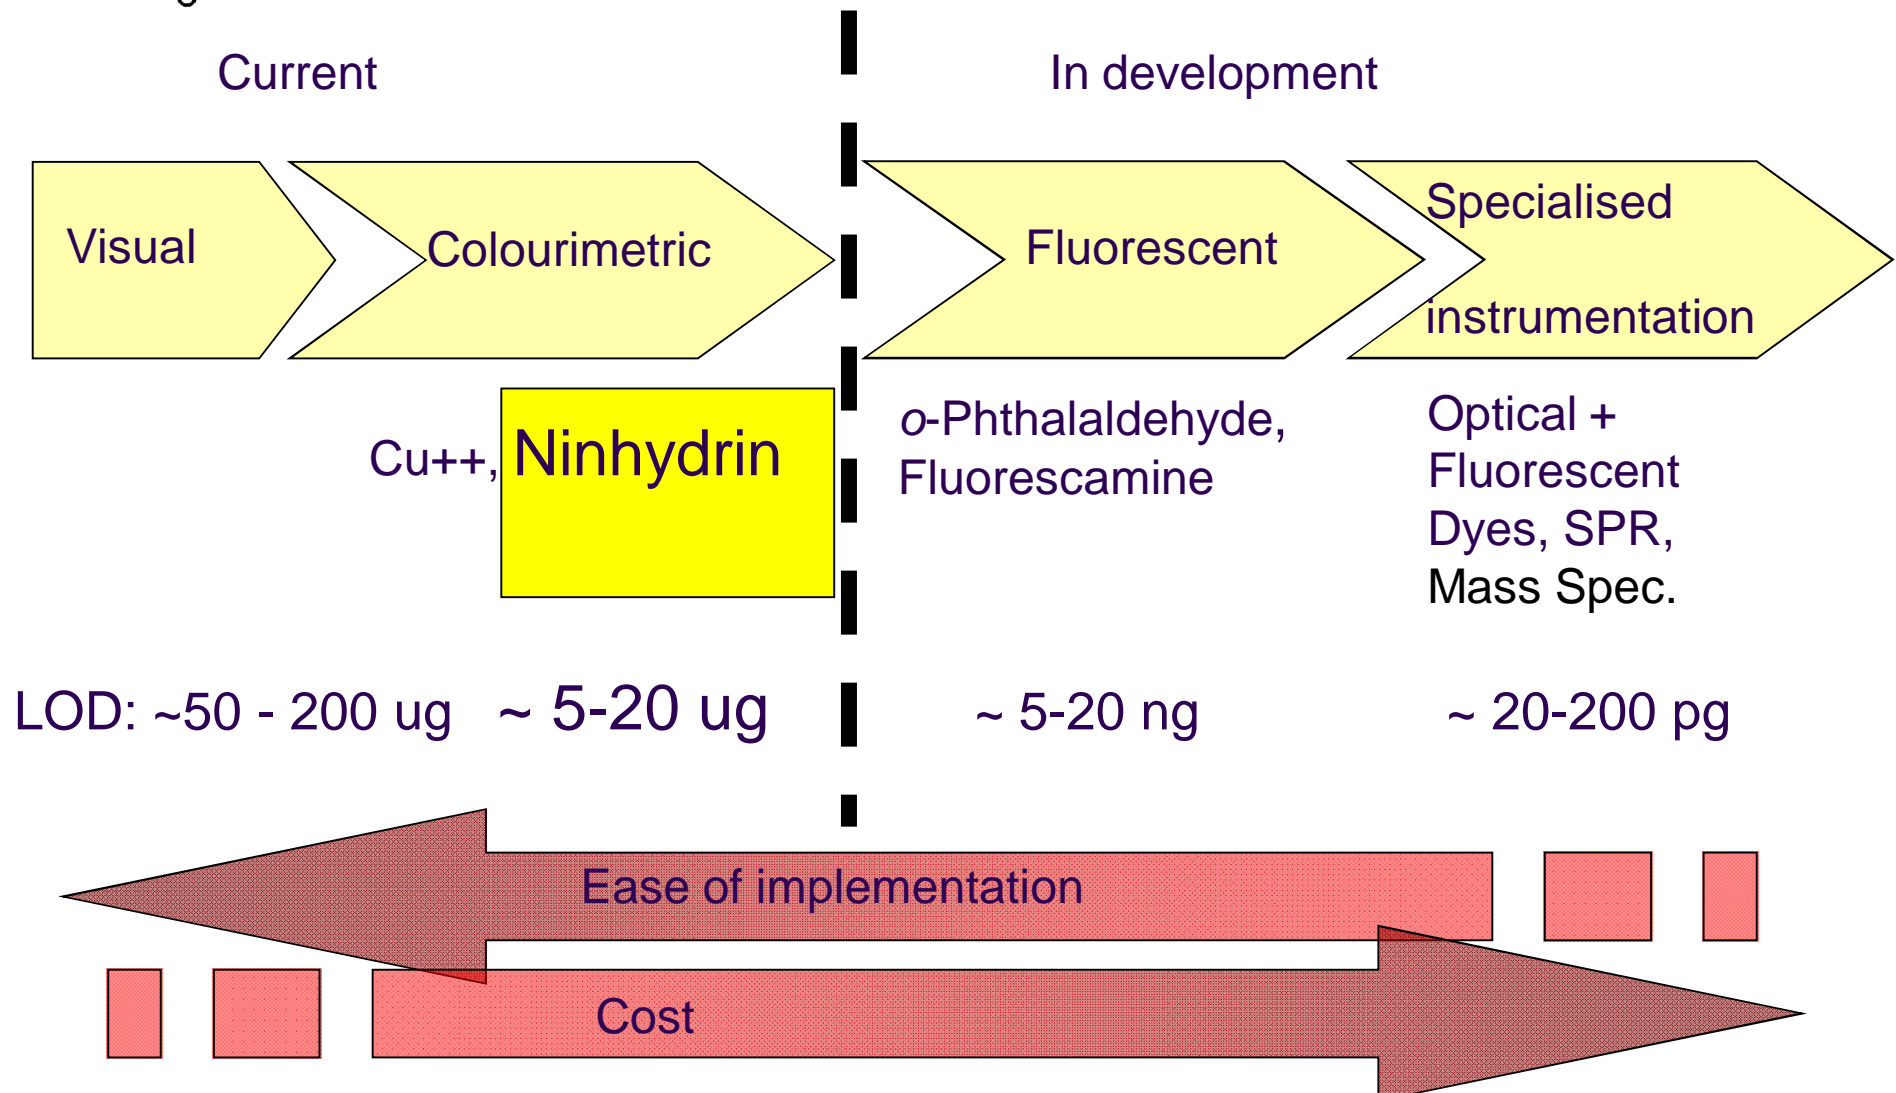 Current
In development
Visual
Colourimetric
Fluorescent
Specialised
instrumentation
Cu++, Ninhydrin
o-Phthalaldehyde,
Fluorescamine
Optical +
Fluorescent
Dyes, SPR,
Mass Spec.
LOD: ~50 - 200 ug ~ 5-20 ug ~ 5-20 ng ~ 20-200 pg
Ease of implementation
Cost